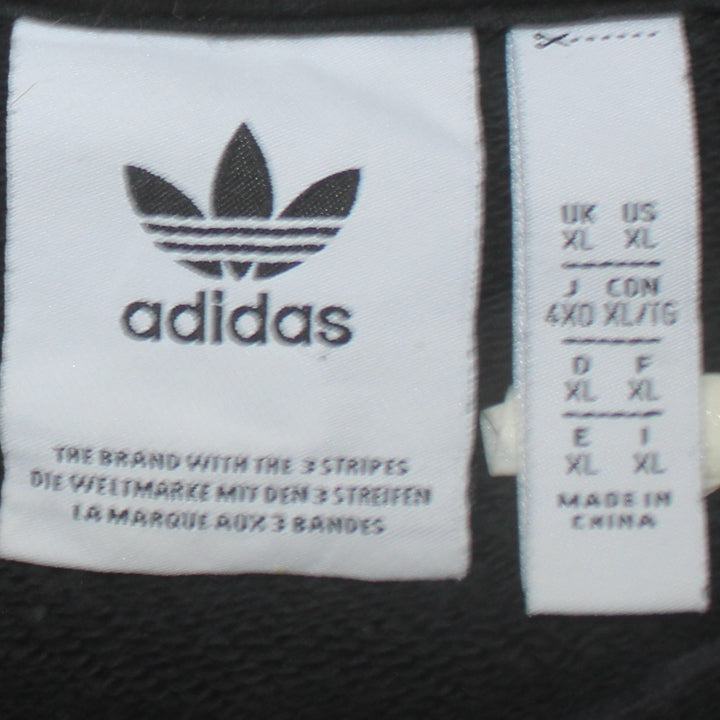 adidas
THE BRAND WITH THE 3 STRIPES
DIE WELTMARKE MIT DEN 3 STREIFEN
LA MARQUE AUX 3 BANDES
UK US
XL XL
J CON
4XO XL/TG
D F
XL XL
E I
XL XL
MADE IN
CHINA